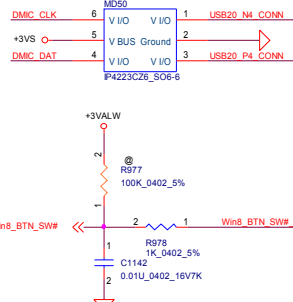 MD50
DMIC_CLK 6 V I/O V I/O 1 USB20_N4_CONN
+3VS 5 V BUS Ground 2
DMIC_DAT 4 V I/O V I/O 3 USB20_P4_CONN
IP4223CZ6_SO6-6
+3VALW
2
@
R977
100K_0402_5%
1
in8_BTN_SW# 2 1 Win8_BTN_SW#
R978
1K_0402_5%
1
C1142
0.01U_0402_16V7K
2